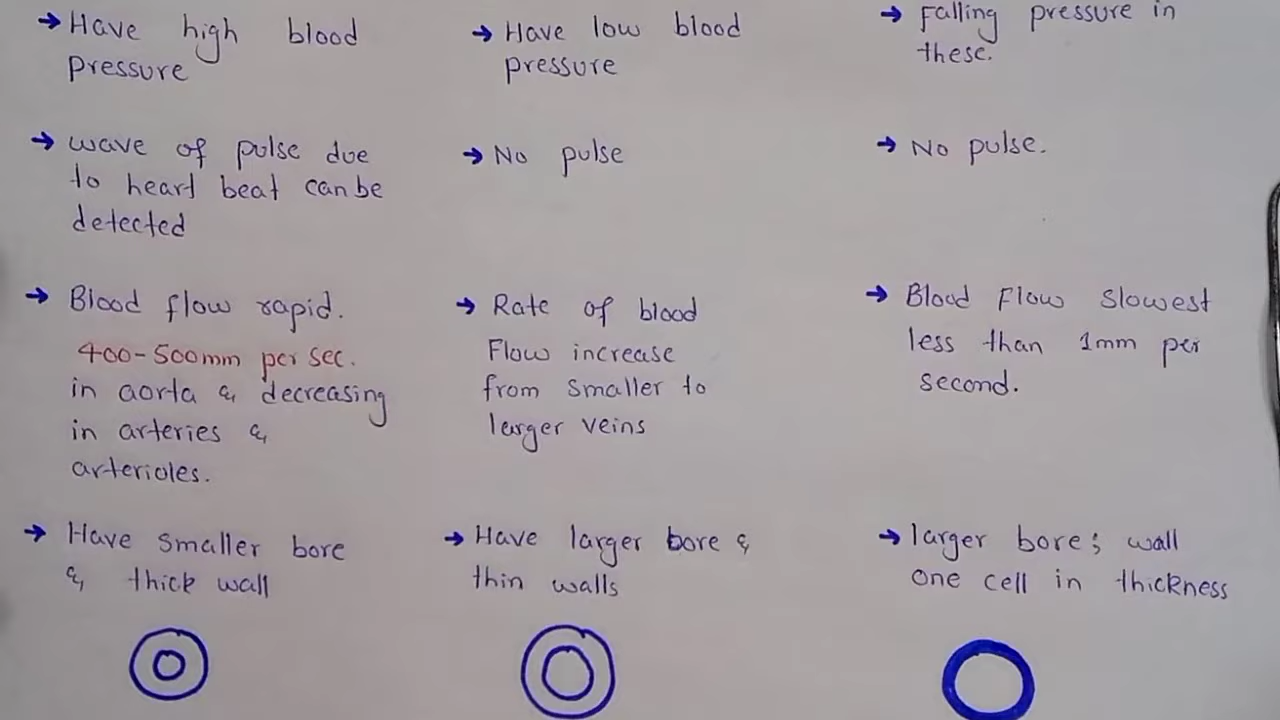 → Have high blood
pressure
→ wave of pulse due
to heart beat can be
detected
→ Blood flow rapid.
400-500mm per sec.
in aorta & decreasing
in arteries &
arterioles.
→ Have smaller bore
& thick wall
→ Have low blood
pressure
→ No pulse
→ Rate of blood
Flow increase
from smaller to
larger veins
→ Have larger bore &
thin walls
→ Falling pressure in
these.
→ No pulse.
→ Blood Flow slowest
less than 1mm per
second.
→ larger bore; wall
one cell in thickness